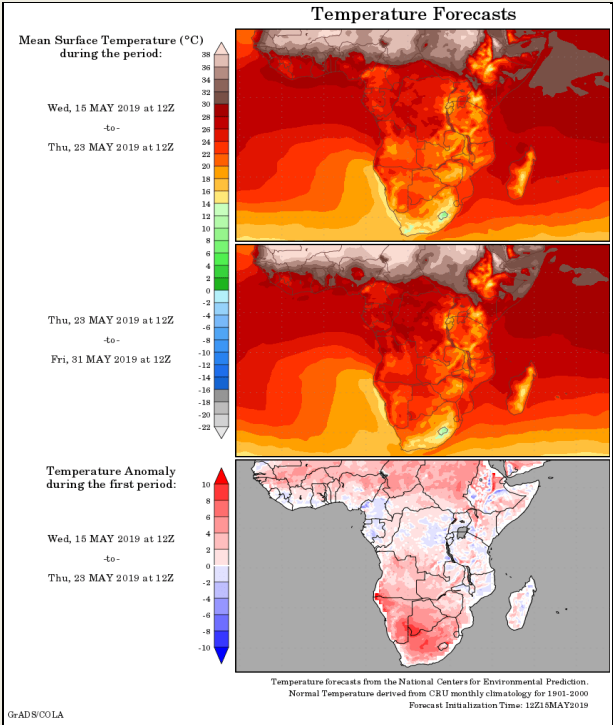 Temperature Forecasts
Mean Surface Temperature (°C)
during the period:
Wed, 15 MAY 2019 at 12Z
-to-
Thu, 23 MAY 2019 at 12Z
38
36
34
32
30
28
26
24
22
20
18
16
14
12
10
8
6
4
2
0
-2
-4
-6
-8
-10
-12
-14
-16
-18
-20
-22
Thu, 23 MAY 2019 at 12Z
-to-
Fri, 31 MAY 2019 at 12Z
Temperature Anomaly
during the first period:
Wed, 15 MAY 2019 at 12Z
-to-
Thu, 23 MAY 2019 at 12Z
10
8
6
4
2
0
-2
-4
-6
-8
-10
Temperature forecasts from the National Centers for Environmental Prediction.
Normal Temperature derived from CRU monthly climatology for 1901-2000
Forecast Initialization Time: 12Z15MAY2019
GrADS/COLA